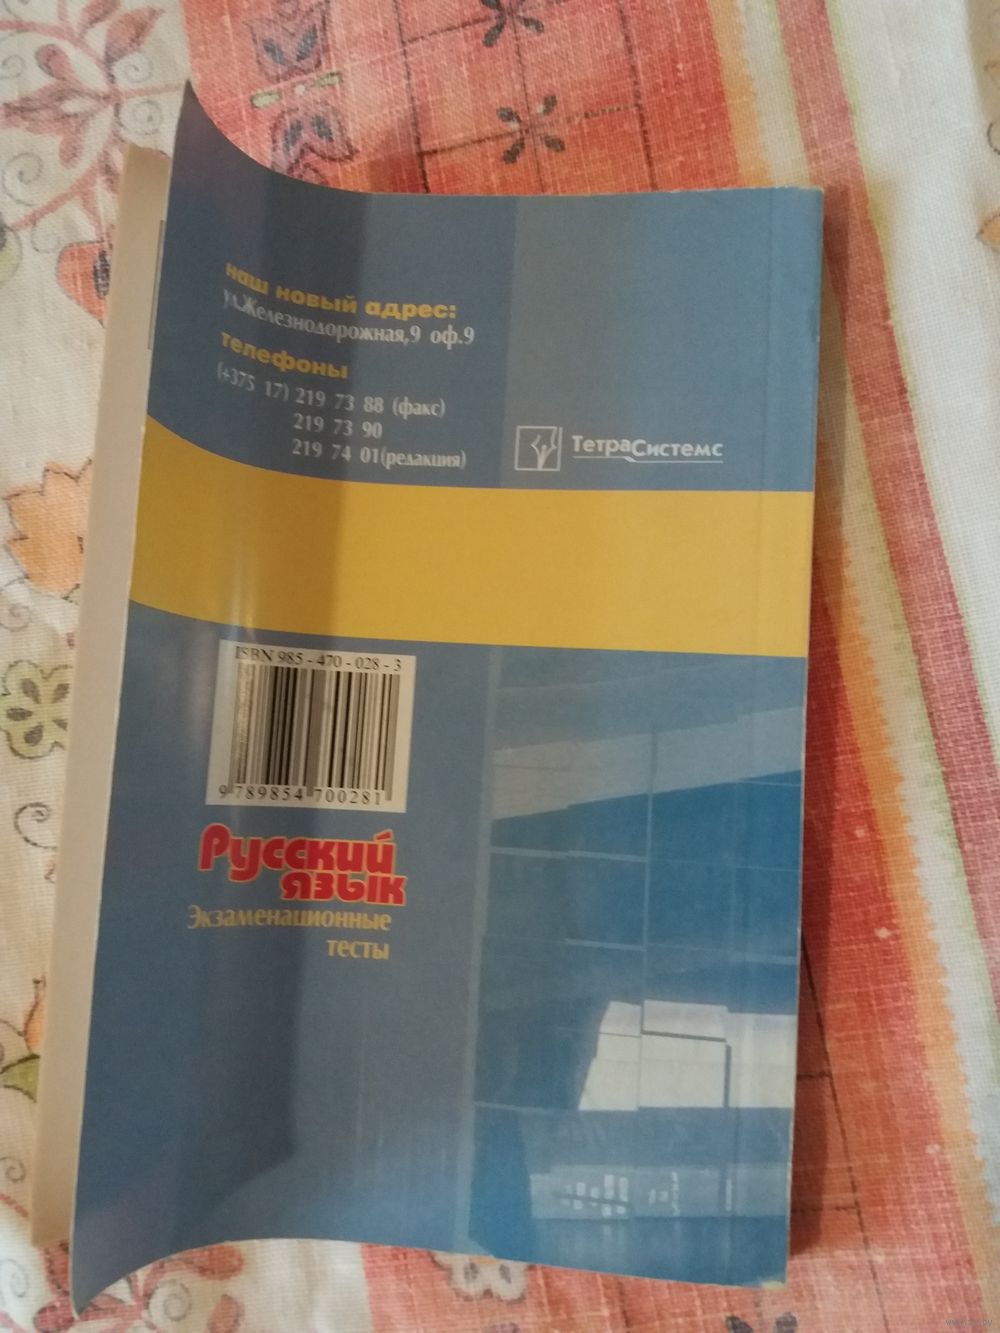 наш новый адрес:
ул.Железнодорожная,9 оф.9
телефоны
(+375 17) 219 73 88 (факс)
219 73 90
219 74 01(редакция)
ТетраСистемс
ISBN 985-470-028-3
9 789854 700281
Русский
язык
Экзаменационные
тесты